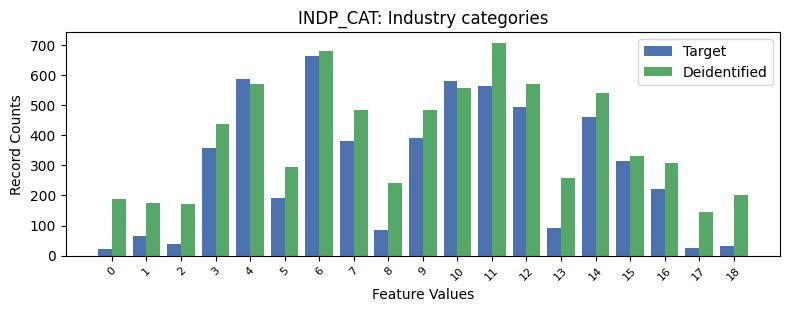 INDP_CAT: Industry categories
Target
Deidentified
Record Counts
700
600
500
400
300
200
100
0
0 1 2 3 4 5 6 7 8 9 10 11 12 13 14 15 16 17 18
Feature Values